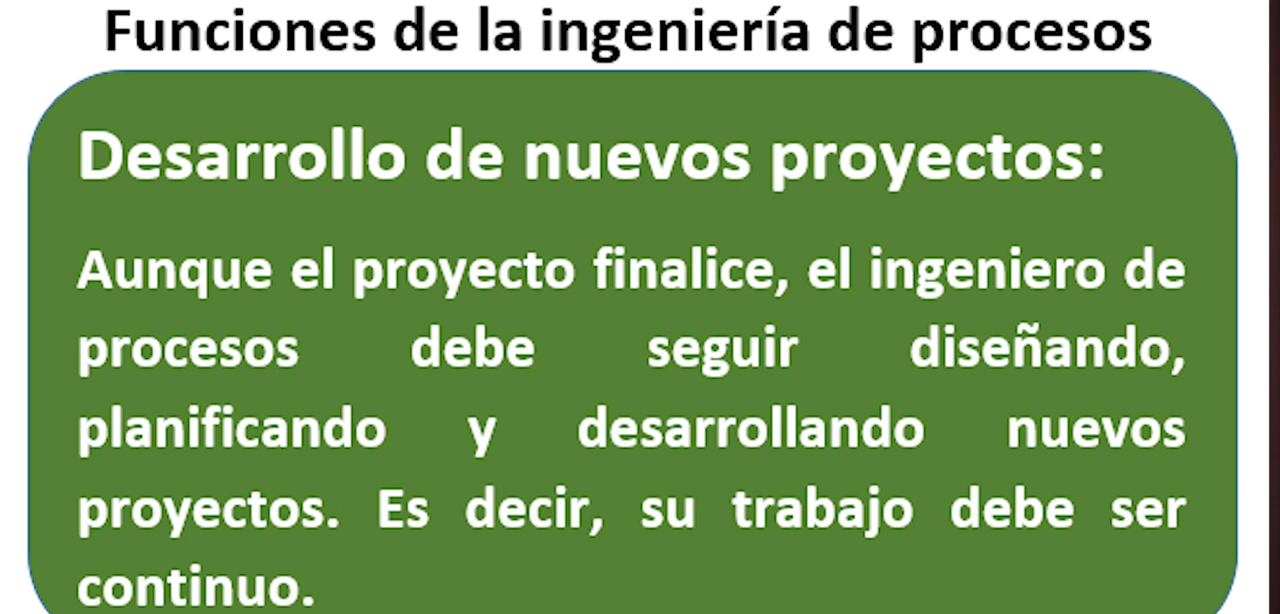 Funciones de la ingeniería de procesos
Desarrollo de nuevos proyectos:
Aunque el proyecto finalice, el ingeniero de
procesos debe seguir diseñando,
planificando y desarrollando nuevos
proyectos. Es decir, su trabajo debe ser
continuo.